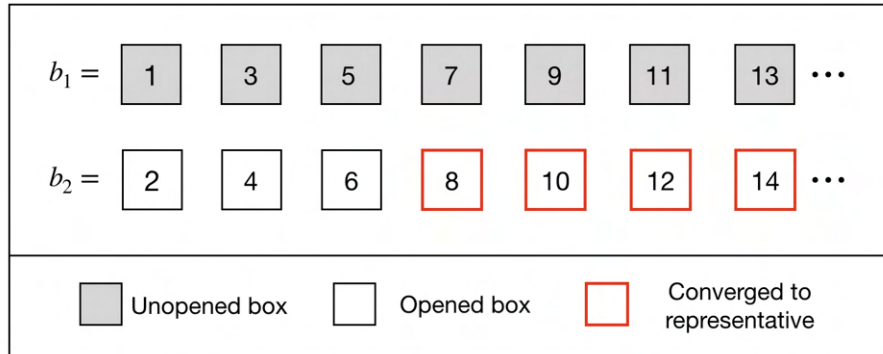 b₁ = 1 3 5 7 9 11 13 •••
b₂ = 2 4 6 8 10 12 14 •••
Unopened box Opened box Converged to
representative